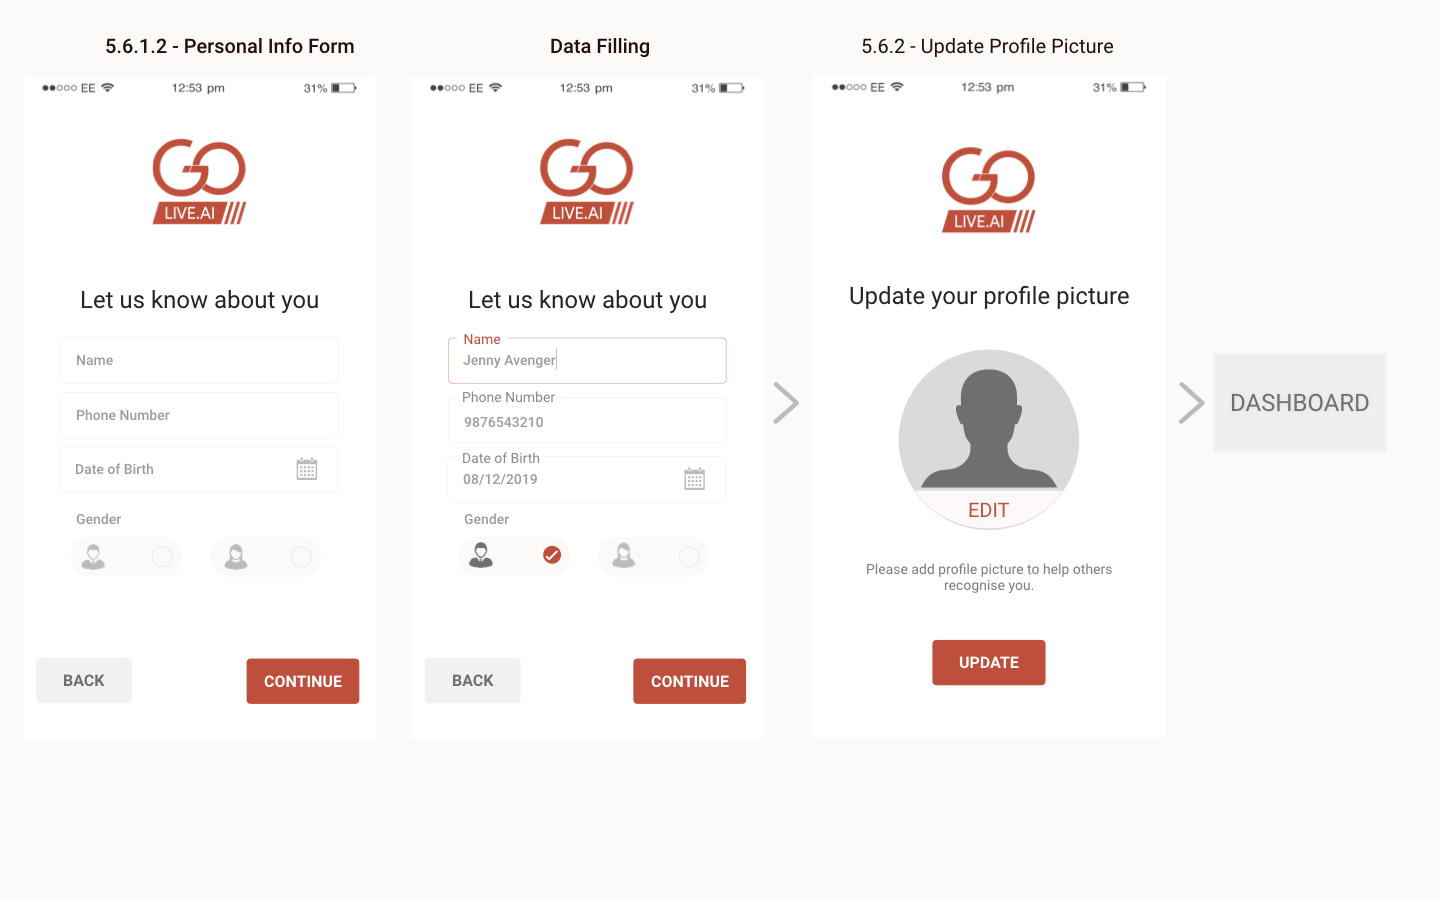 5.6.1.2 - Personal Info Form
EE
12:53 pm
31%
GO
LIVE.AI
Let us know about you
Name
Phone Number
Date of Birth
Gender
BACK
CONTINUE
Data Filling
EE
12:53 pm
31%
GO
LIVE.AI
Let us know about you
Name
Jenny Avenger
Phone Number
9876543210
Date of Birth
08/12/2019
Gender
BACK
CONTINUE
5.6.2 - Update Profile Picture
EE
12:53 pm
31%
GO
LIVE.AI
Update your profile picture
EDIT
Please add profile picture to help others
recognise you.
UPDATE
DASHBOARD